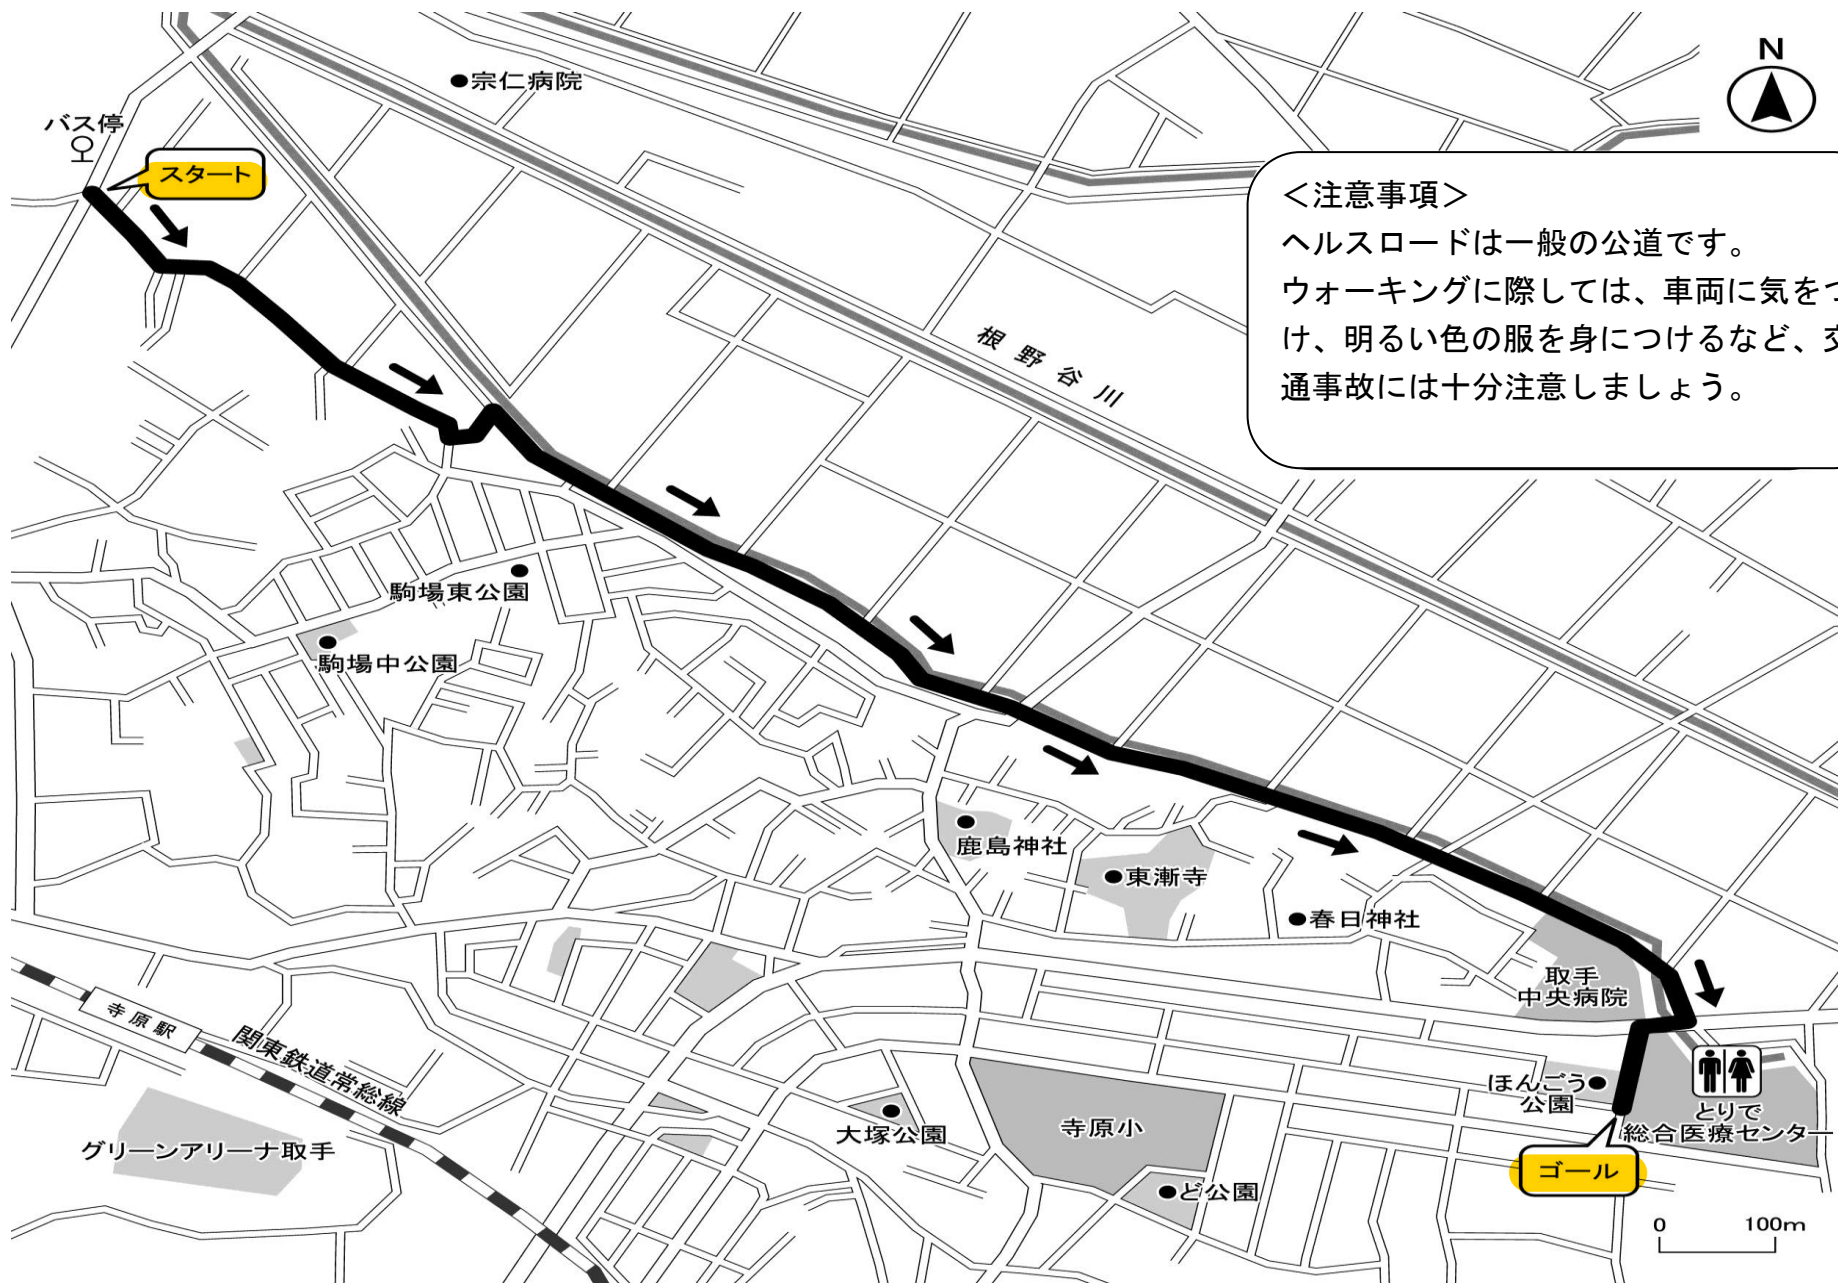 N
宗仁病院
バス停
スタート
<注意事項>
ヘルスロードは一般の公道です。
ウォーキングに際しては、車両に気をつ
け、明るい色の服を身につけるなど、交
通事故には十分注意しましょう。
根野谷川
駒場東公園
駒場中公園
鹿島神社
東漸寺
春日神社
取手
中央病院
寺原駅
関東鉄道常総線
ほんごう
公園
とりで
総合医療センター
大塚公園
寺原小
グリーンアリーナ取手
ゴール
ど公園
0 100m